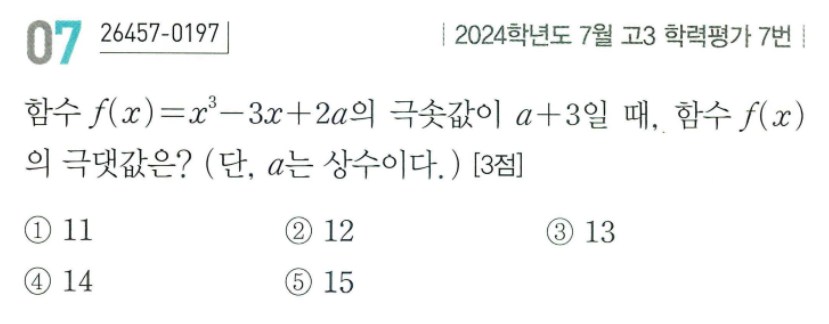 07 26457-0197 | 2024학년도 7월 고3 학력평가 7번 |
함수 f(x)=x³-3x+2a의 극솟값이 a+3일 때, 함수 f(x)
의 극댓값은? (단, a는 상수이다.) [3점]
① 11 ② 12 ③ 13
④ 14 ⑤ 15